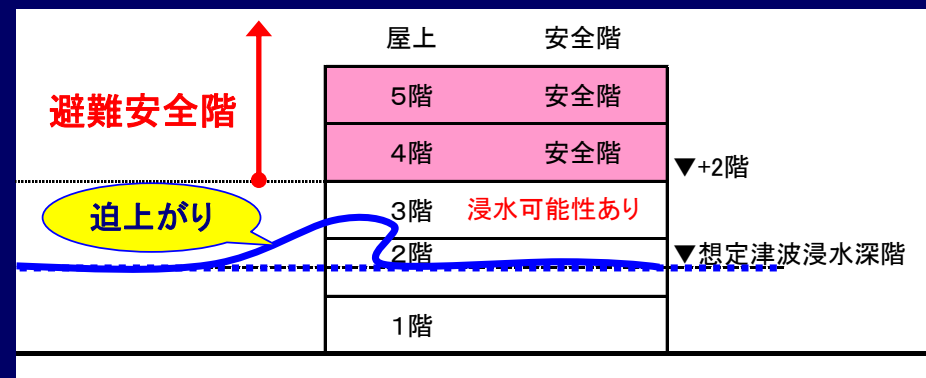 屋上 安全階
避難安全階
5階 安全階
4階 安全階
▼+2階
迫上がり
3階 浸水可能性あり
2階
▼想定津波浸水深階
1階